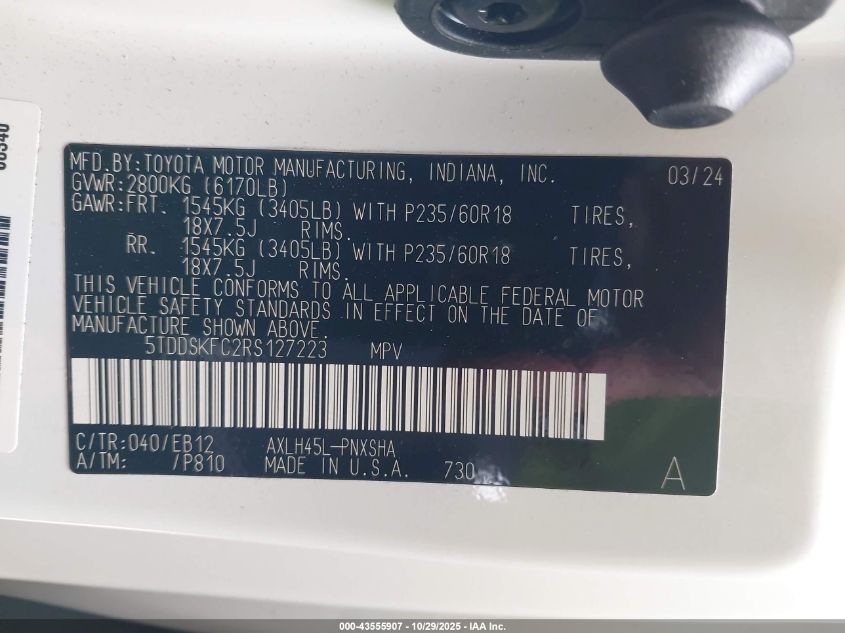 MFD.BY:TOYOTA MOTOR MANUFACTURING, INDIANA, INC. 03/24
GVWR:2800KG (6170LB)
GAWR:FRT. 1545KG (3405LB) WITH P235/60R18 TIRES,
18X7.5J RIMS.
RR. 1545KG (3405LB) WITH P235/60R18 TIRES,
18X7.5J RIMS.
THIS VEHICLE CONFORMS TO ALL APPLICABLE FEDERAL MOTOR
VEHICLE SAFETY STANDARDS IN EFFECT ON THE DATE OF
MANUFACTURE SHOWN ABOVE.
5TDDSKFC2RS127223 MPV
C/TR:040/EB12 AXLH45L-PNXSHA
A/TM: /P810 MADE IN U.S.A. 730
A
000-43555907 - 10/29/2025 - IAA Inc.